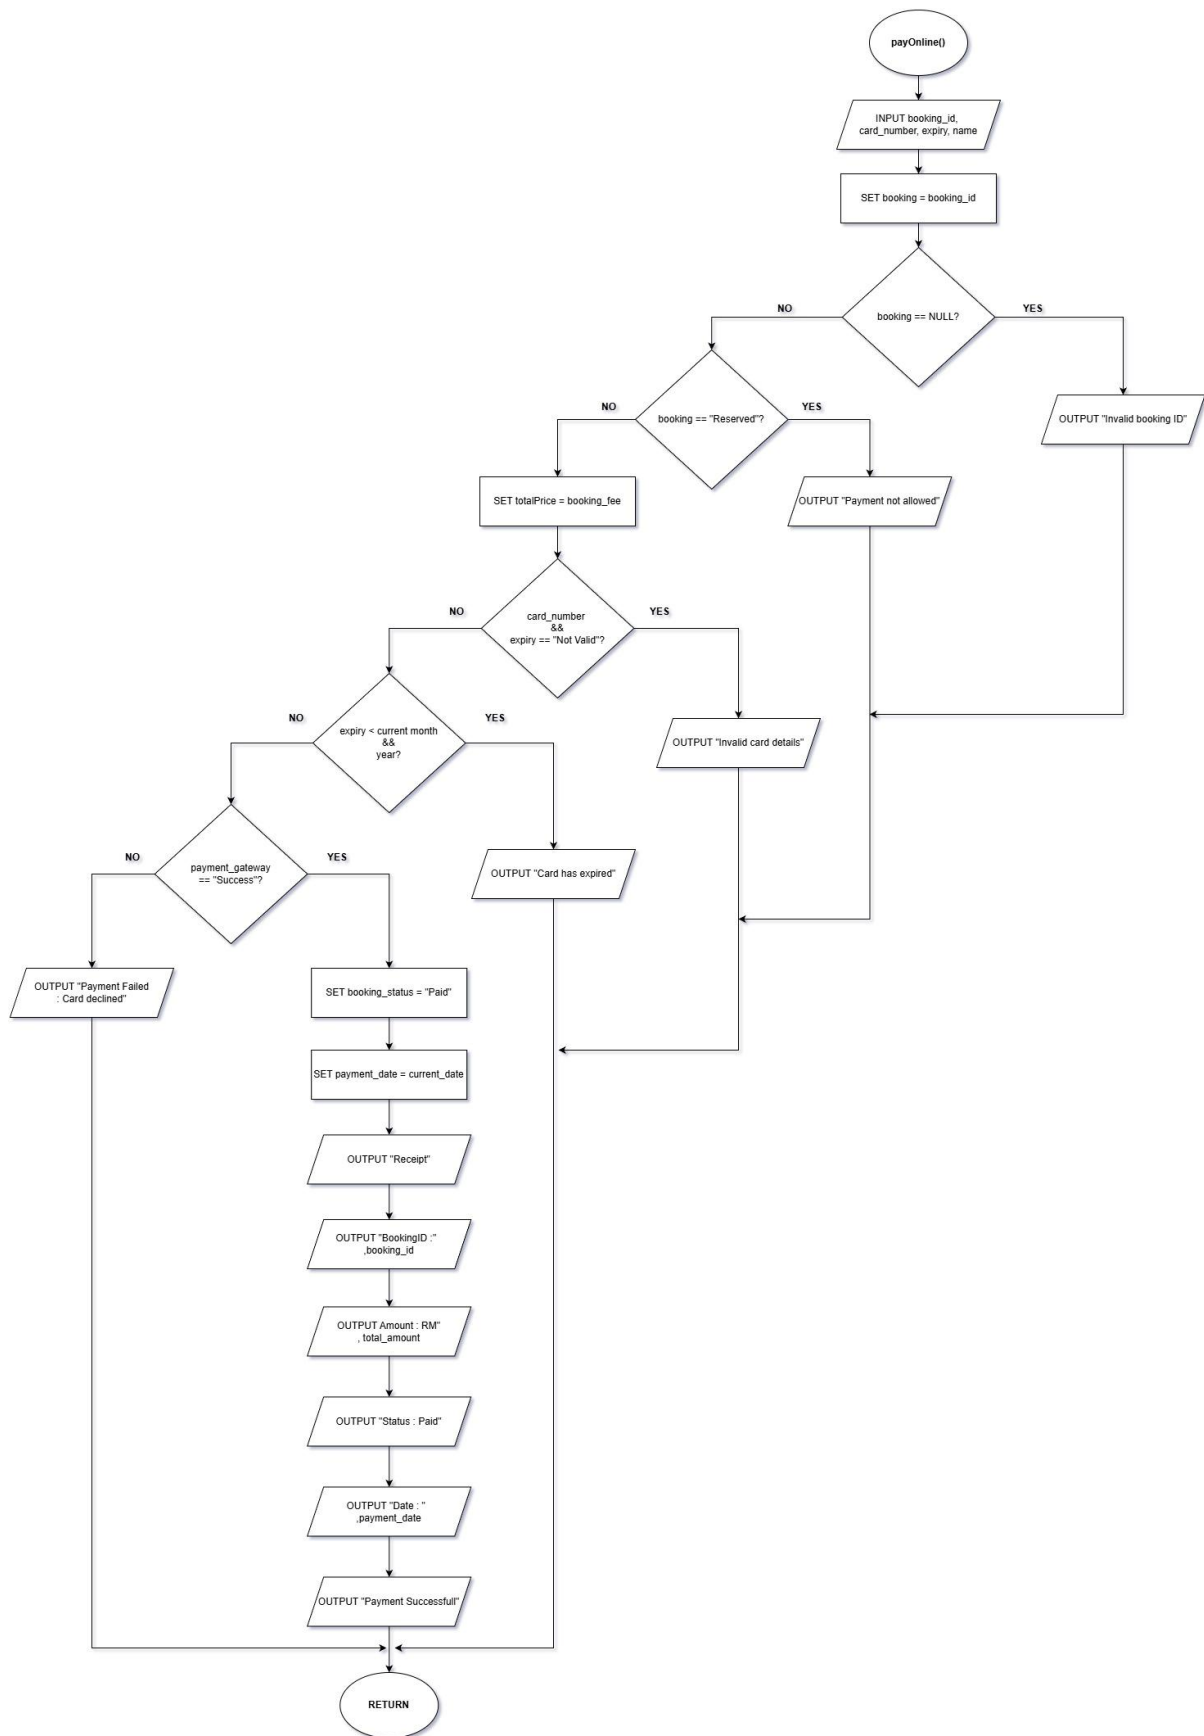 payOnline()
INPUT booking_id,
card_number, expiry, name
SET booking = booking_id
booking == NULL?
NO
YES
booking == "Reserved"?
NO
YES
OUTPUT "Invalid booking ID"
SET totalPrice = booking_fee
OUTPUT "Payment not allowed"
card_number
&&
expiry == "Not Valid"?
NO
YES
expiry < current month
&&
year?
NO
YES
OUTPUT "Invalid card details"
payment_gateway
== "Success"?
NO
YES
OUTPUT "Card has expired"
OUTPUT "Payment Failed
: Card declined"
SET booking_status = "Paid"
SET payment_date = current_date
OUTPUT "Receipt"
OUTPUT "BookingID :"
,booking_id
OUTPUT Amount : RM"
, total_amount
OUTPUT "Status : Paid"
OUTPUT "Date : "
,payment_date
OUTPUT "Payment Successfull"
RETURN